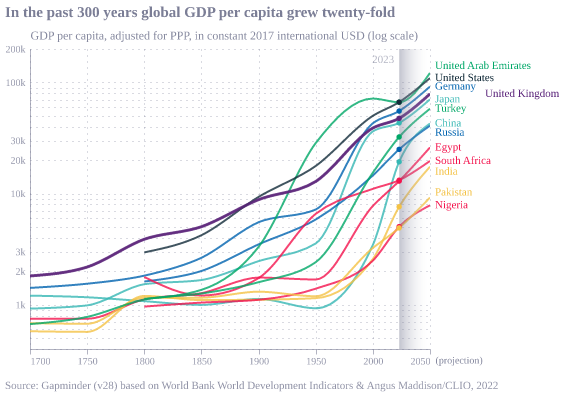 In the past 300 years global GDP per capita grew twenty-fold
GDP per capita, adjusted for PPP, in constant 2017 international USD (log scale)
200k
2023
United Arab Emirates
United States
100k
Germany
United Kingdom
Japan
Turkey
China
Russia
30k
Egypt
20k
South Africa
India
10k
Pakistan
Nigeria
3k
2k
1k
1700 1750 1800 1850 1900 1950 2000 2050 (projection)
Source: Gapminder (v28) based on World Bank World Development Indicators & Angus Maddison/CLIO, 2022